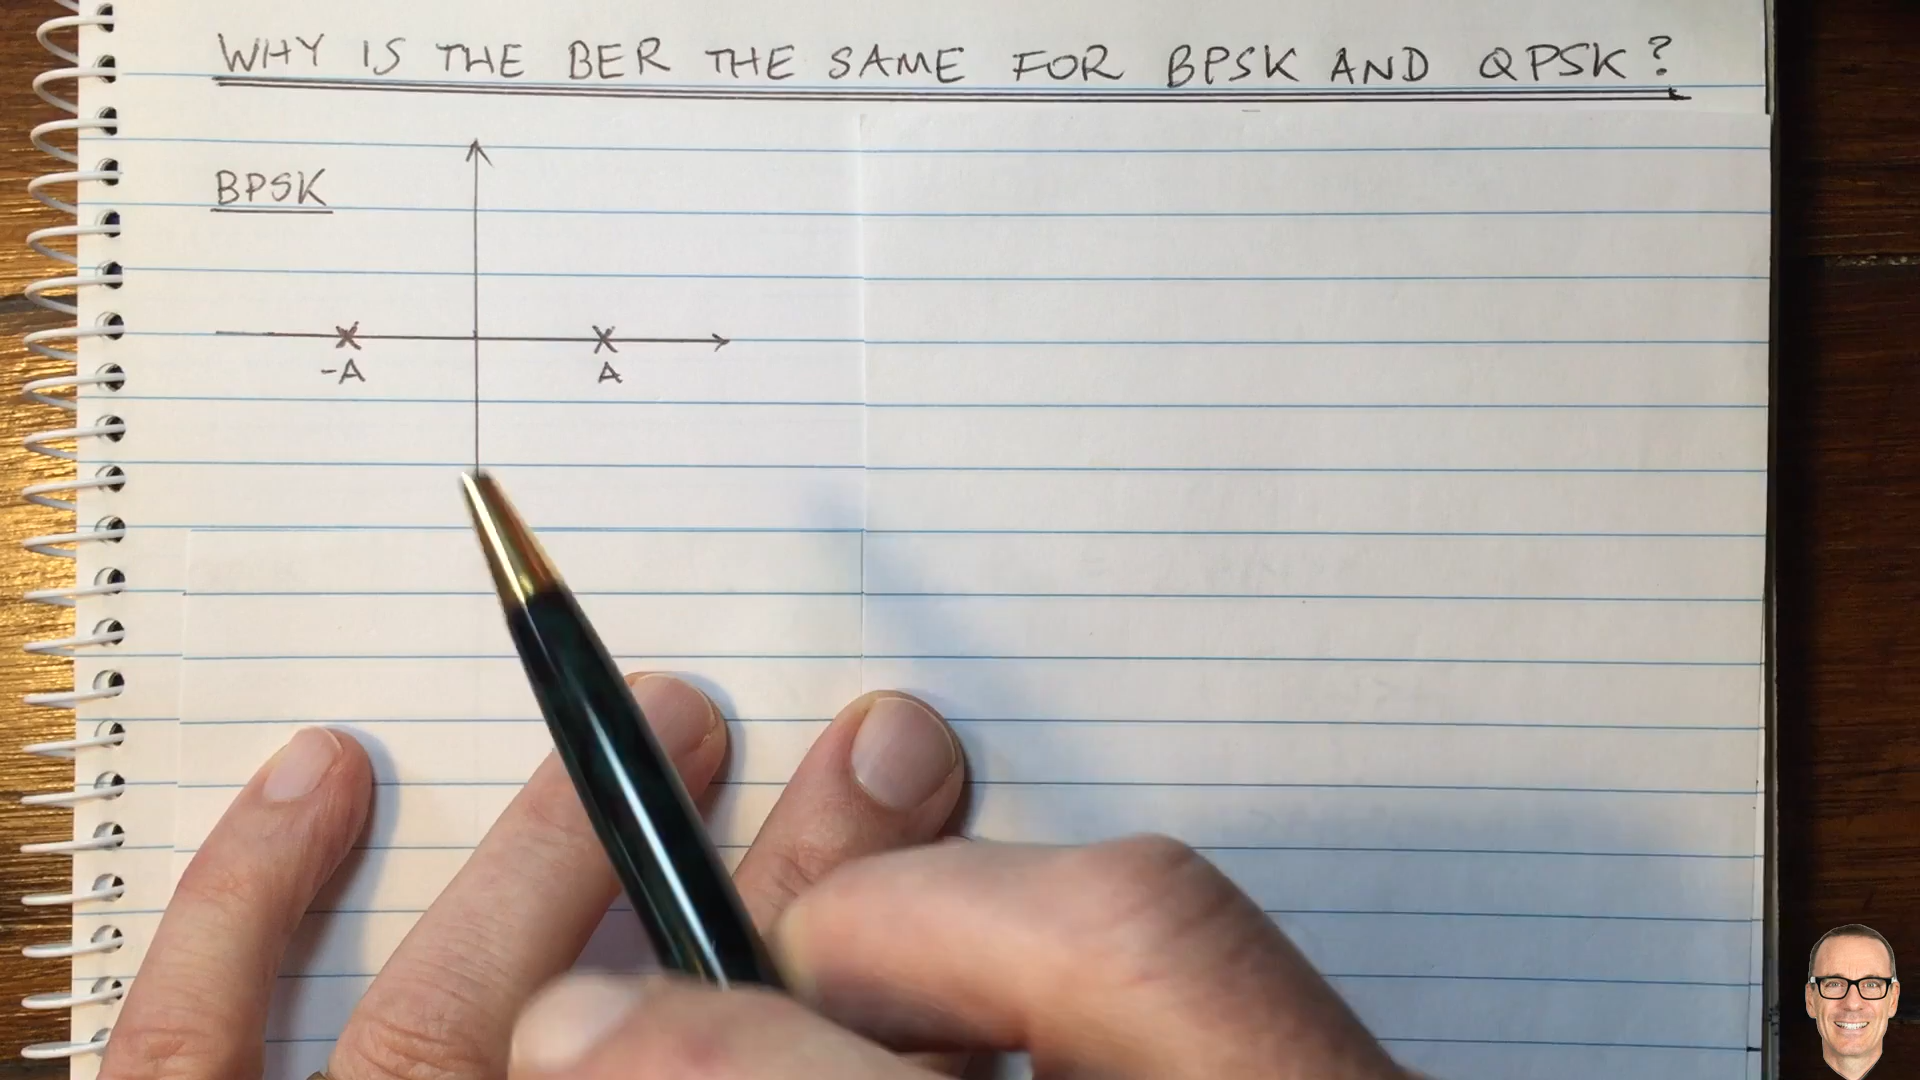 WHY IS THE BER THE SAME FOR BPSK AND QPSK?
BPSK
-A A